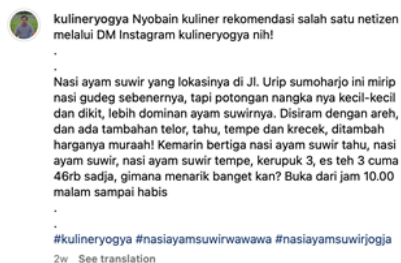 kulineryogya Nyobain kuliner rekomendasi salah satu netizen
melalui DM Instagram kulineryogya nih!
.
.
Nasi ayam suwir yang lokasinya di Jl. Urip sumoharjo ini mirip
nasi gudeg sebenernya, tapi potongan nangka nya kecil-kecil
dan dikit, lebih dominan ayam suwirnya. Disiram dengan areh,
dan ada tambahan telor, tahu, tempe dan krecek, ditambah
harganya muraah! Kemarin bertiga nasi ayam suwir tahu, nasi
ayam suwir, nasi ayam suwir tempe, kerupuk 3, es teh 3 cuma
46rb sadja, gimana menarik banget kan? Buka dari jam 10.00
malam sampai habis
.
.
#kulineryogya #nasiayamsuwirwawawa #nasiayamsuwirjogja
2w See translation